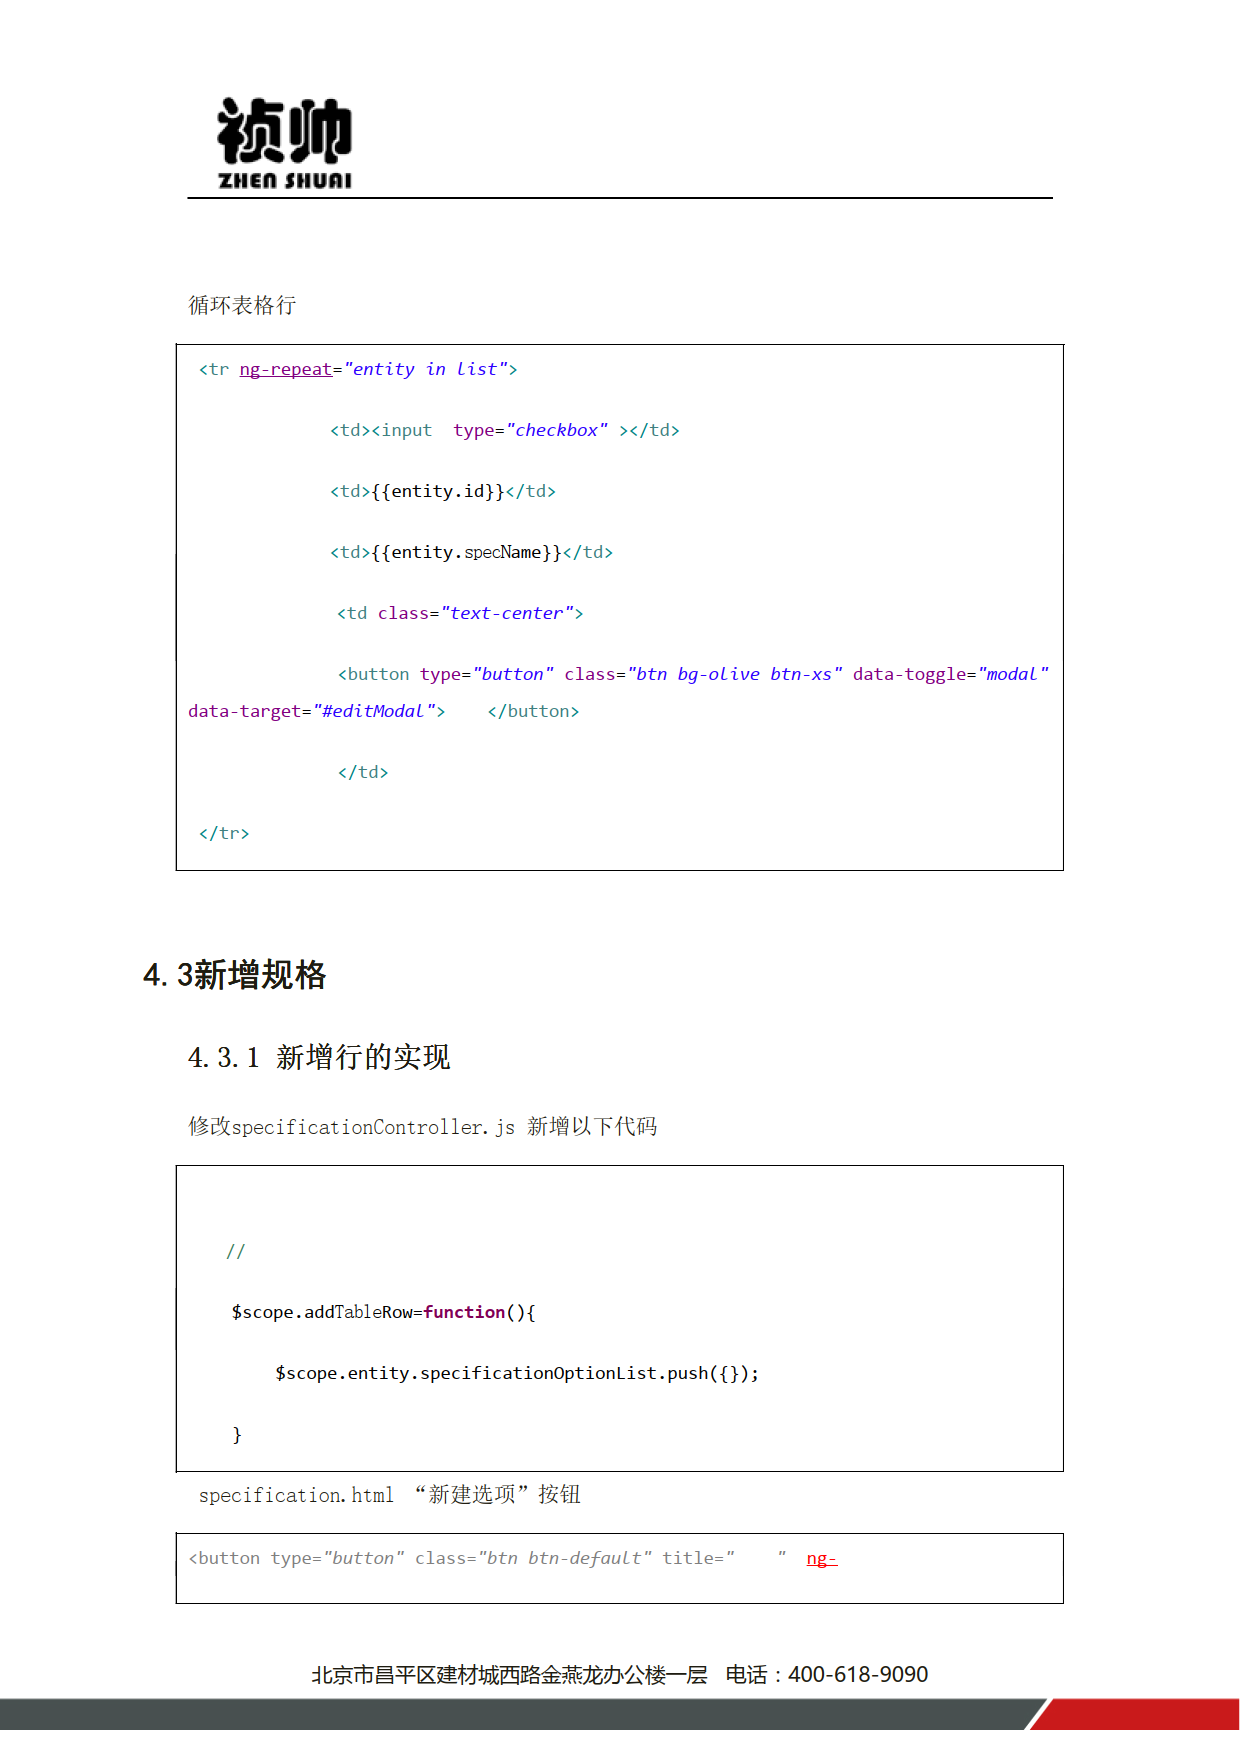 祯帅
ZHEN SHUAI
循环表格行
<tr ng-repeat="entity in list">
<td><input  type="checkbox" ></td>
<td>{{entity.id}}</td>
<td>{{entity.specName}}</td>
<td class="text-center">
<button type="button" class="btn bg-olive btn-xs" data-toggle="modal"
data-target="#editModal">    </button>
</td>
</tr>
4.3新增规格
4.3.1 新增行的实现
修改specificationController.js 新增以下代码
//
$scope.addTableRow=function(){
$scope.entity.specificationOptionList.push({});
}
specification.html “新建选项”按钮
<button type="button" class="btn btn-default" title="    "  ng-
北京市昌平区建材城西路金燕龙办公楼一层 电话：400-618-9090